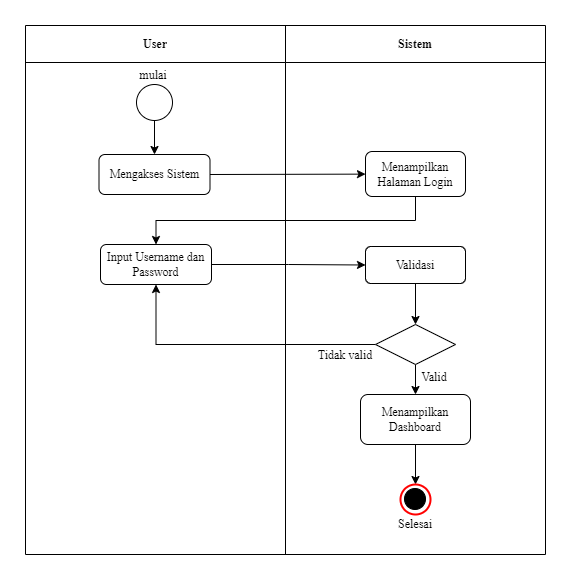 User
Sistem
mulai
Mengakses Sistem
Menampilkan
Halaman Login
Input Username dan
Password
Validasi
Tidak valid
Valid
Menampilkan
Dashboard
Selesai